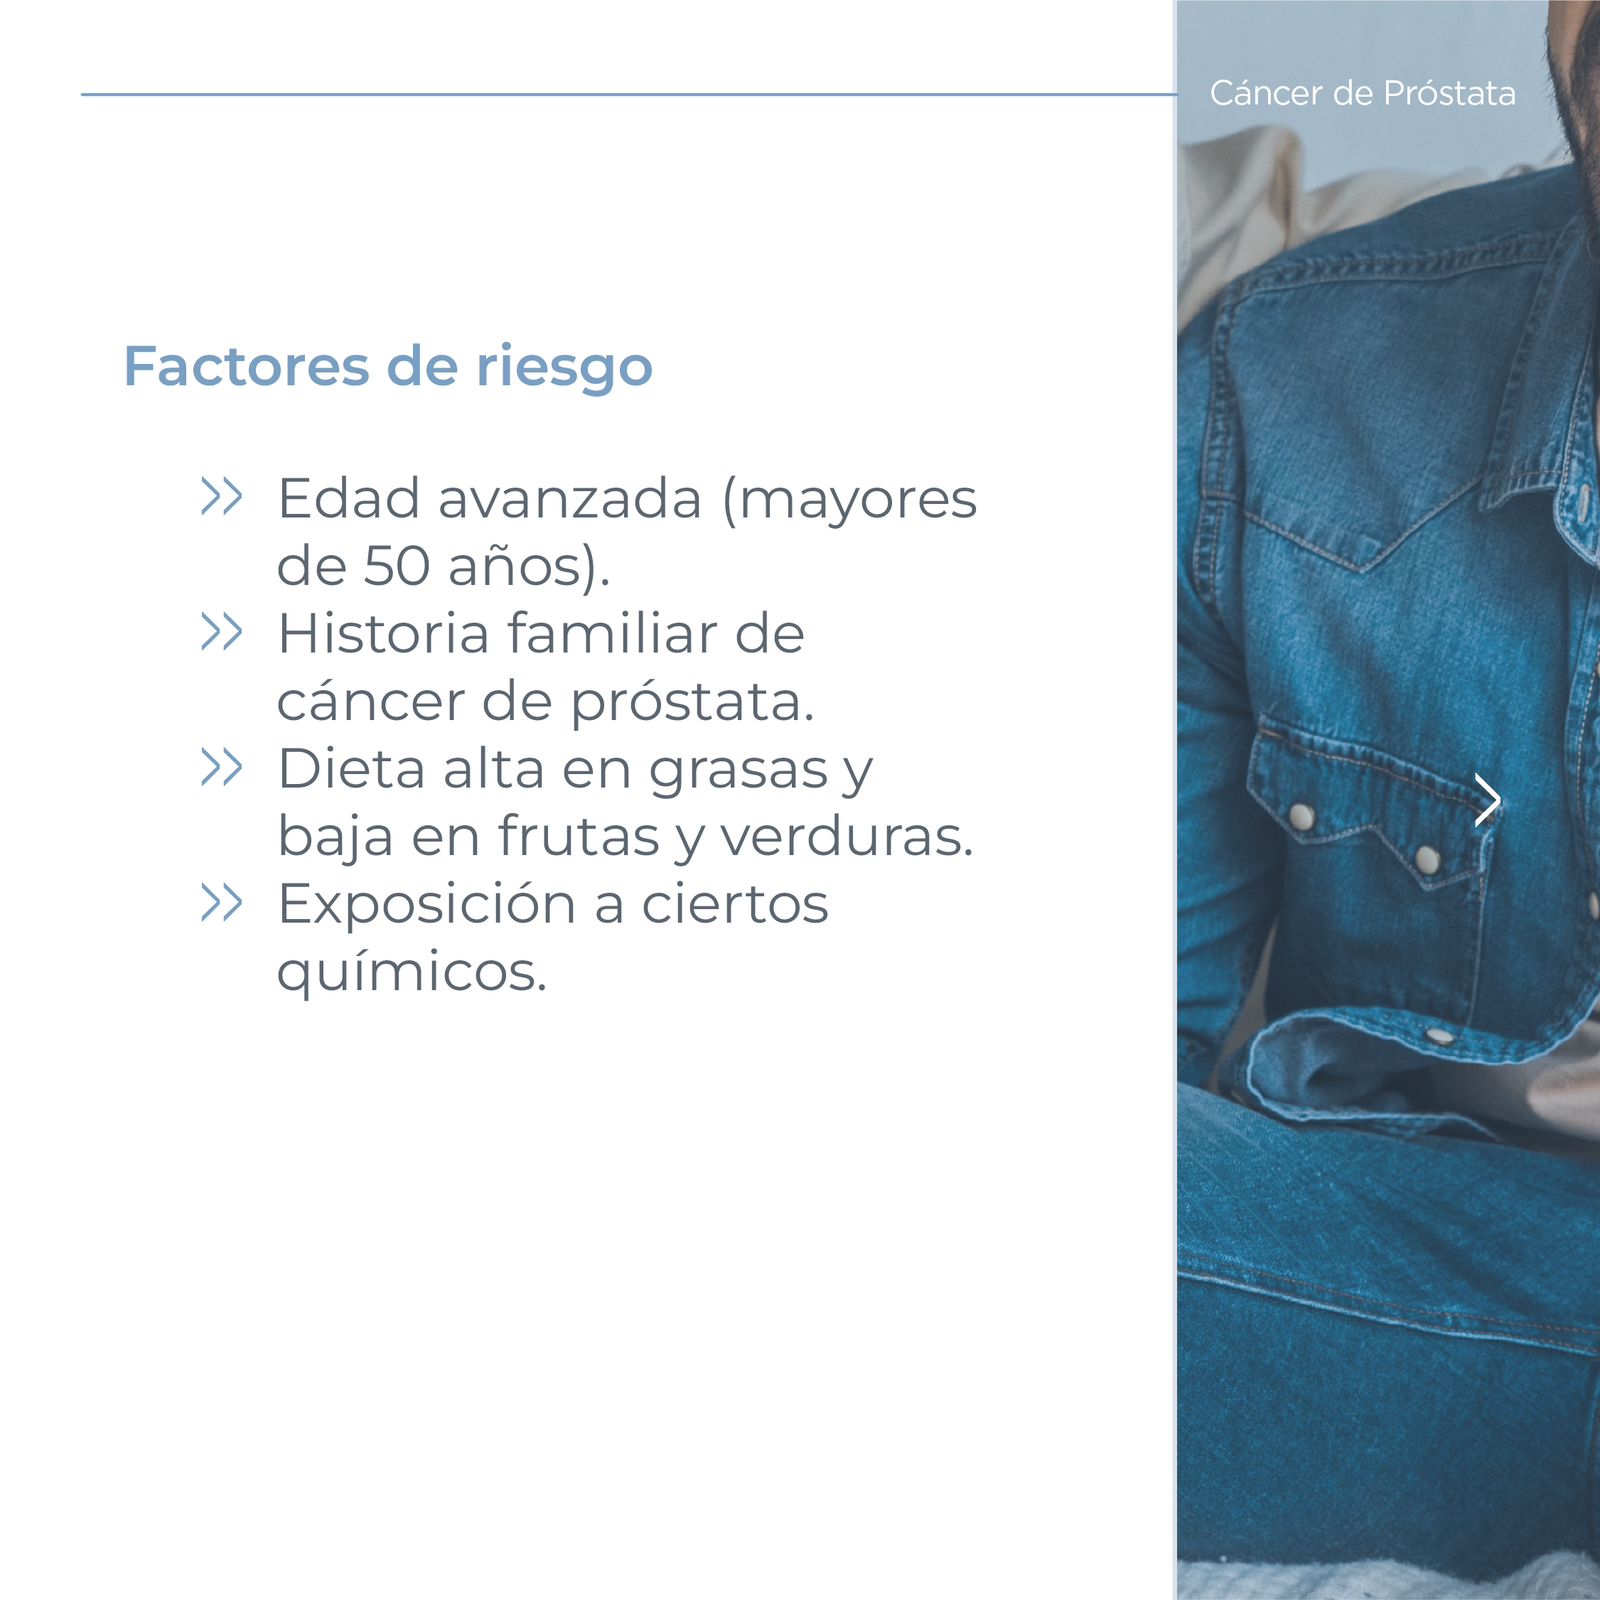 Cáncer de Próstata
Factores de riesgo
Edad avanzada (mayores
de 50 años).
Historia familiar de
cáncer de próstata.
Dieta alta en grasas y
baja en frutas y verduras.
Exposición a ciertos
químicos.